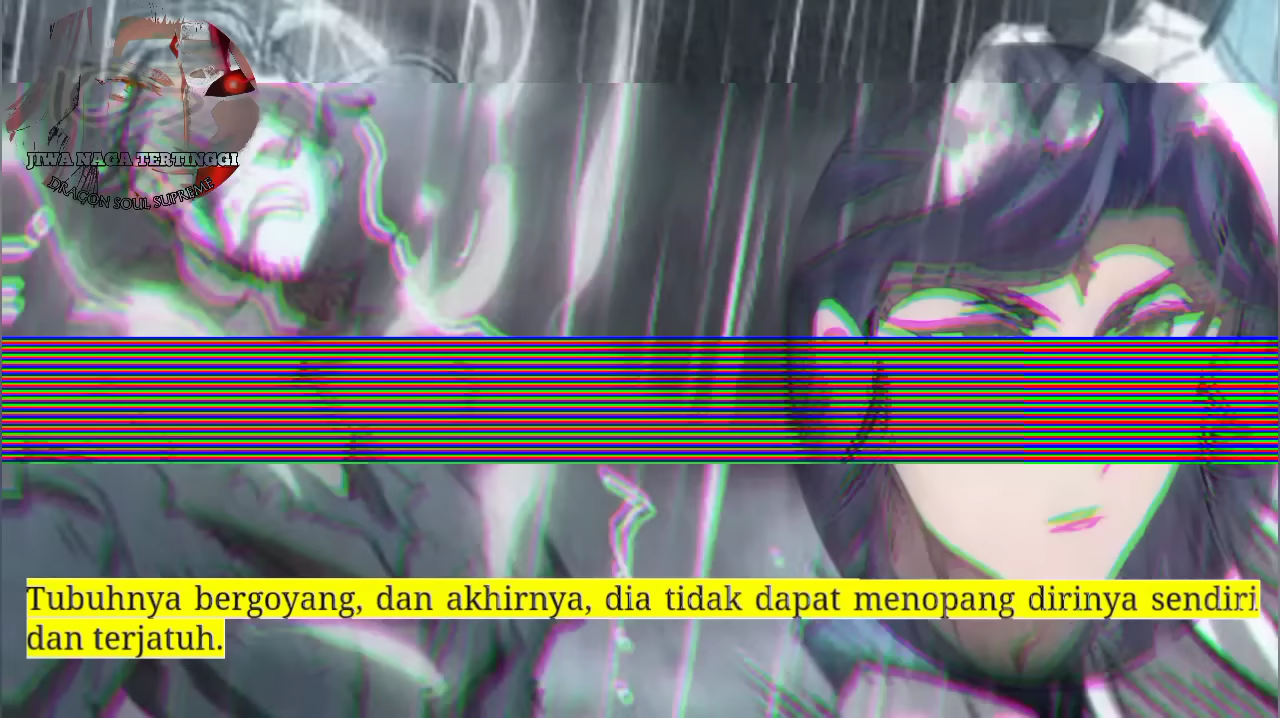 JIWA NAGA TERTINGGI
DRAGON SOUL SUPREME
Tubuhnya bergoyang, dan akhirnya, dia tidak dapat menopang dirinya sendiri
dan terjatuh.